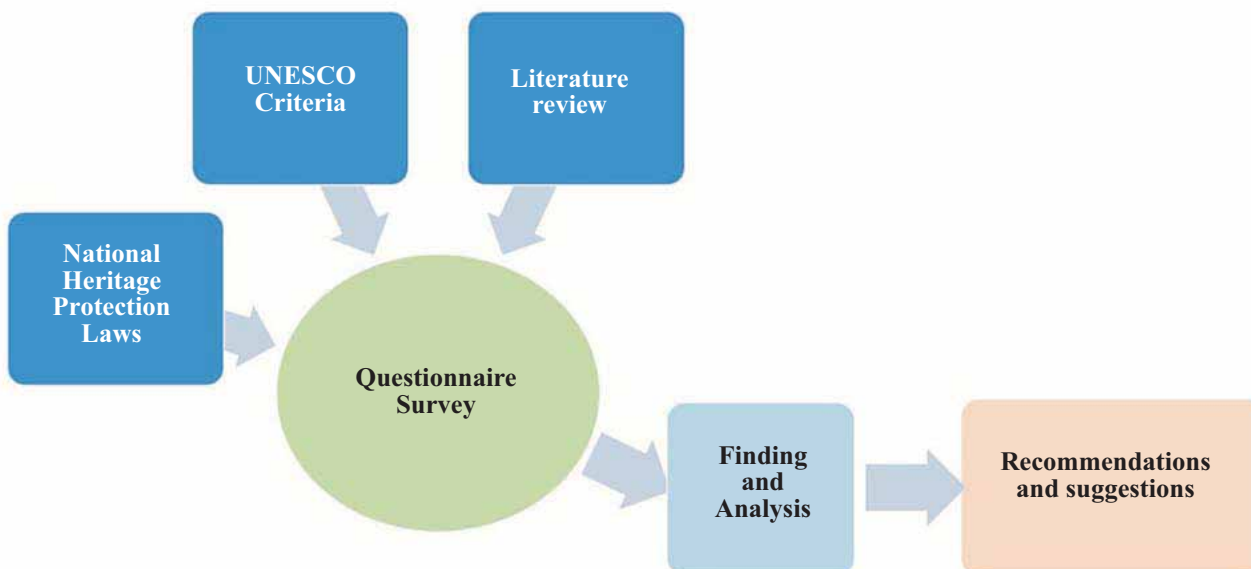 UNESCO
Criteria
Literature
review
National
Heritage
Protection
Laws
Questionnaire
Survey
Finding
and
Analysis
Recommendations
and suggestions